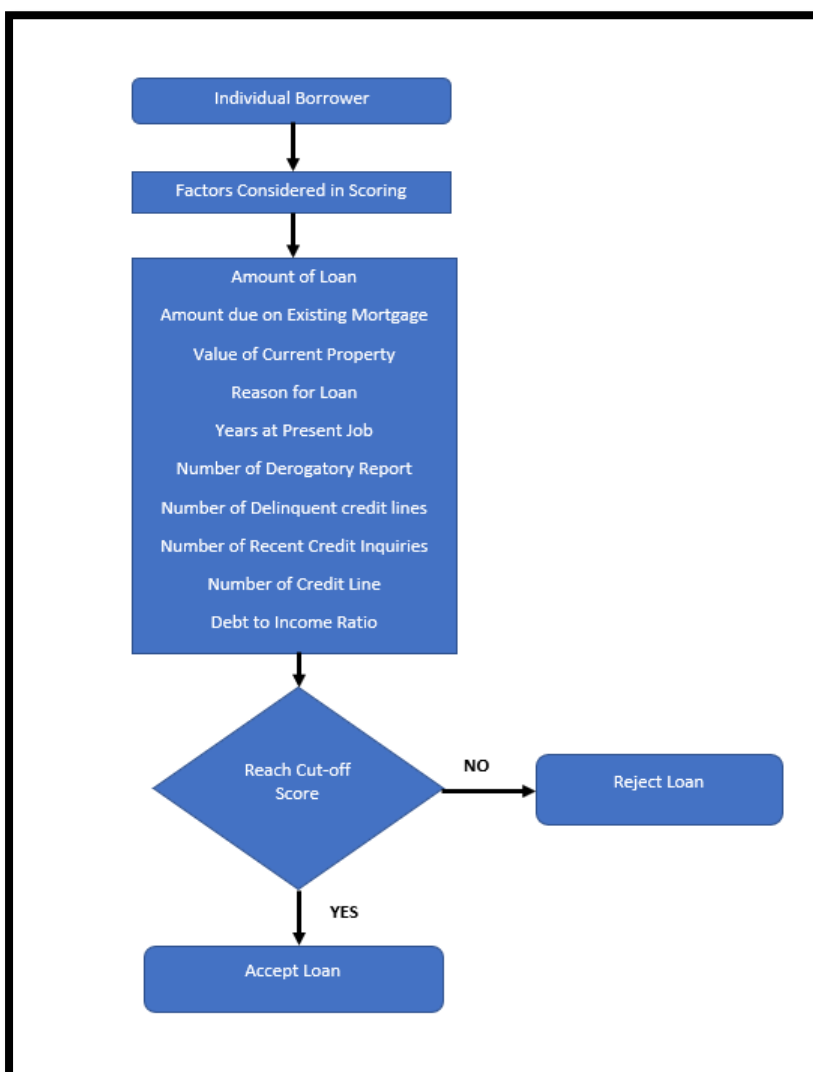 Individual Borrower
Factors Considered in Scoring
Amount of Loan
Amount due on Existing Mortgage
Value of Current Property
Reason for Loan
Years at Present Job
Number of Derogatory Report
Number of Delinquent credit lines
Number of Recent Credit Inquiries
Number of Credit Line
Debt to Income Ratio
Reach Cut-off
Score
NO
Reject Loan
YES
Accept Loan